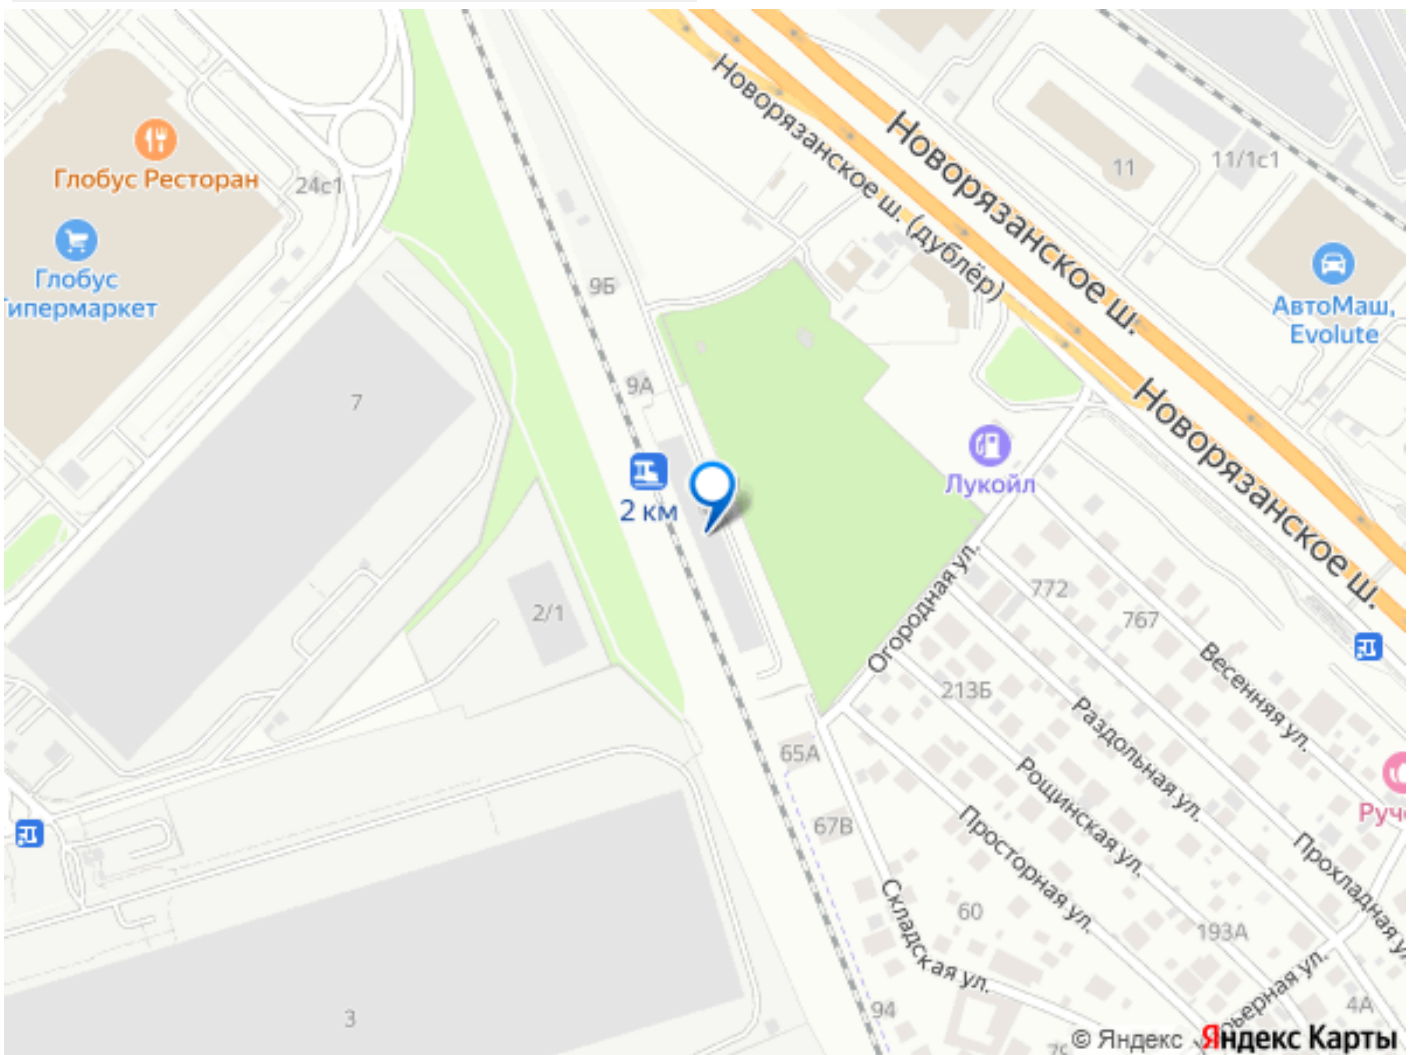 Новорязанское ш. (дублёр)
Новорязанское ш.
11
11/1с1
Глобус Ресторан
24с1
Глобус
Гипермаркет
9Б
АвтоМаш,
Evolute
9А
7
Новорязанское ш.
Лукойл
2 км
2/1
Огородная ул.
772
767
Весенняя ул.
213Б
Раздольная ул.
65А
Рощинская ул.
67В
Просторная ул.
Прохладная ул.
Складская ул.
60
193А
94
4А
3
© Яндекс
Яндекс Карты